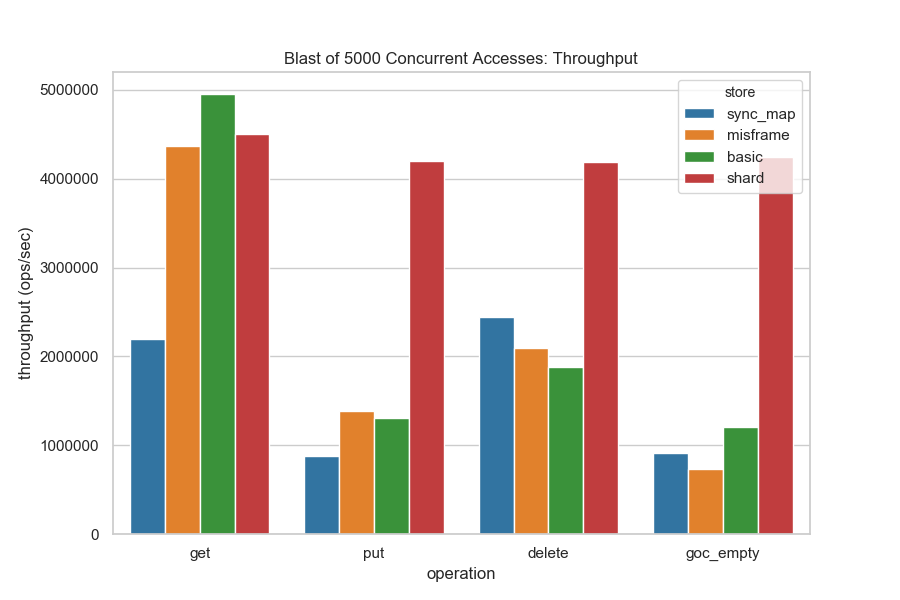 Blast of 5000 Concurrent Accesses: Throughput
store
sync_map
misframe
basic
shard
5000000
4000000
3000000
2000000
1000000
0
throughput (ops/sec)
get put delete goc_empty
operation